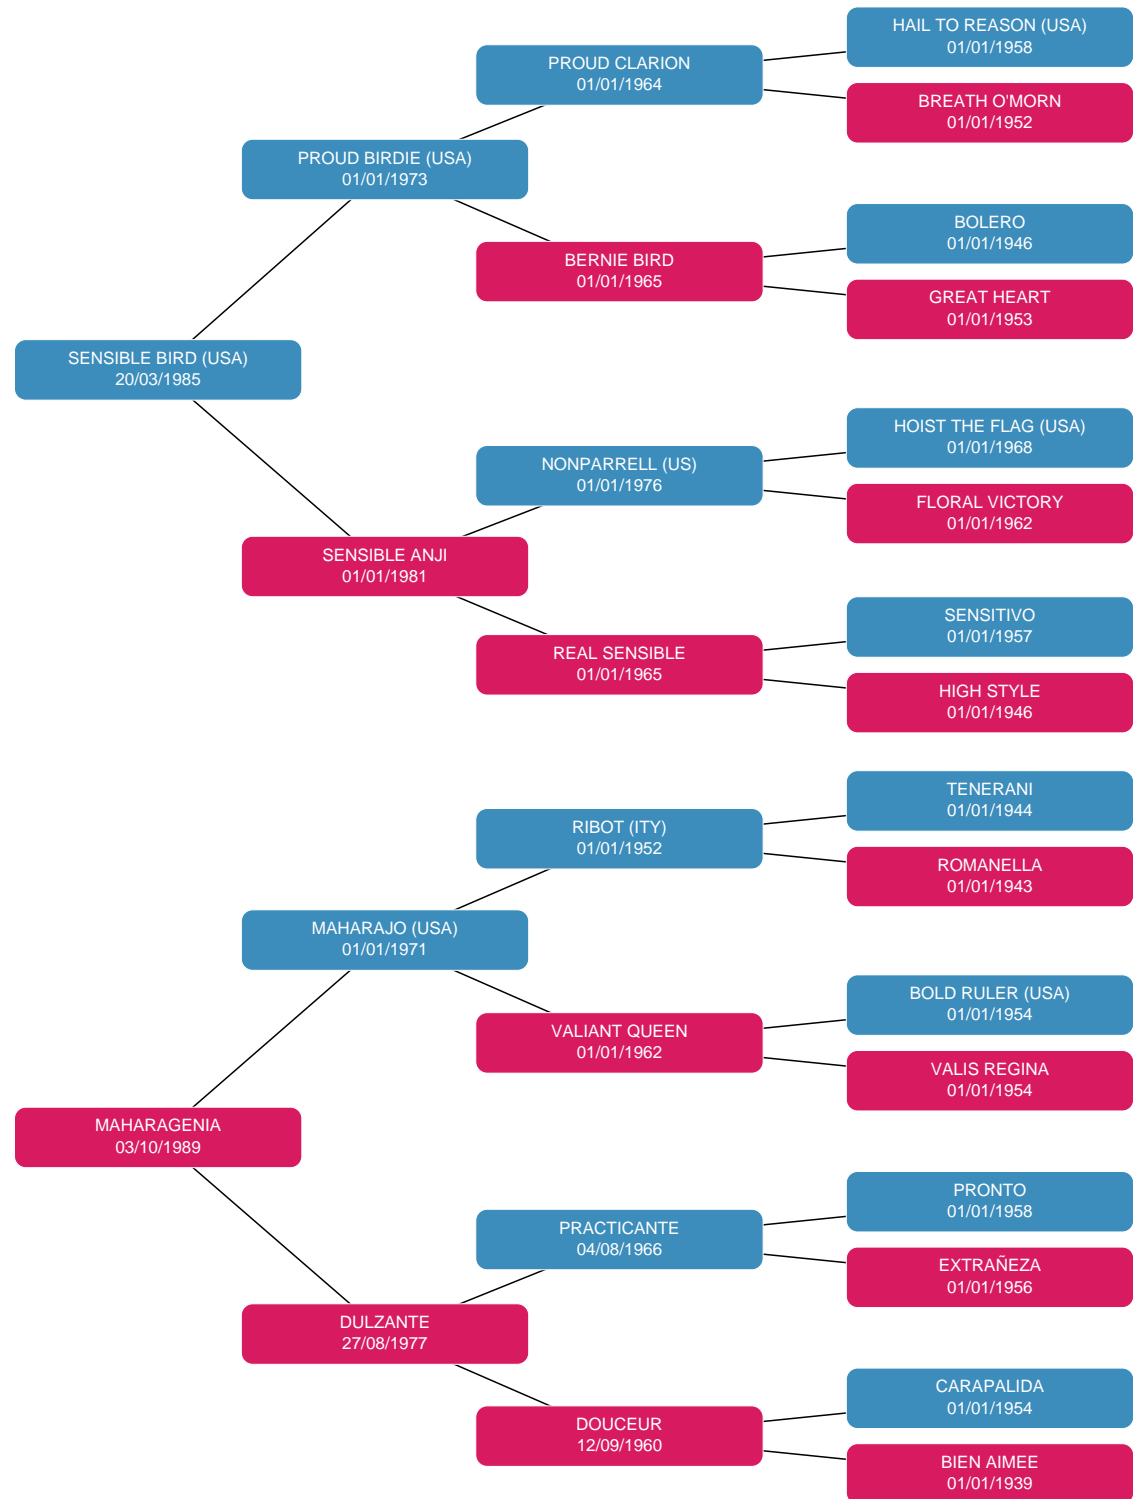 HAIL TO REASON (USA)
01/01/1958
PROUD CLARION
01/01/1964
BREATH O'MORN
01/01/1952
PROUD BIRDIE (USA)
01/01/1973
BOLERO
01/01/1946
BERNIE BIRD
01/01/1965
GREAT HEART
01/01/1953
SENSIBLE BIRD (USA)
20/03/1985
HOIST THE FLAG (USA)
01/01/1968
NONPARRELL (US)
01/01/1976
FLORAL VICTORY
01/01/1962
SENSIBLE ANJI
01/01/1981
SENSITIVO
01/01/1957
REAL SENSIBLE
01/01/1965
HIGH STYLE
01/01/1946
TENERANI
01/01/1944
RIBOT (ITY)
01/01/1952
ROMANELLA
01/01/1943
MAHARAJO (USA)
01/01/1971
BOLD RULER (USA)
01/01/1954
VALIANT QUEEN
01/01/1962
VALIS REGINA
01/01/1954
MAHARAGENIA
03/10/1989
PRONTO
01/01/1958
PRACTICANTE
04/08/1966
EXTRAÑEZA
01/01/1956
DULZANTE
27/08/1977
CARAPALIDA
01/01/1954
DOUCEUR
12/09/1960
BIEN AIMEE
01/01/1939